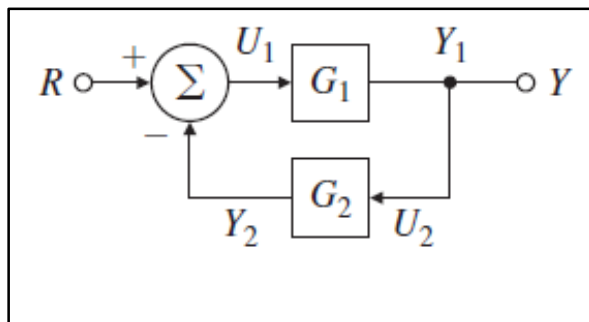 + U₁ Y₁
R Σ G₁ Y
−
G₂
Y₂ U₂